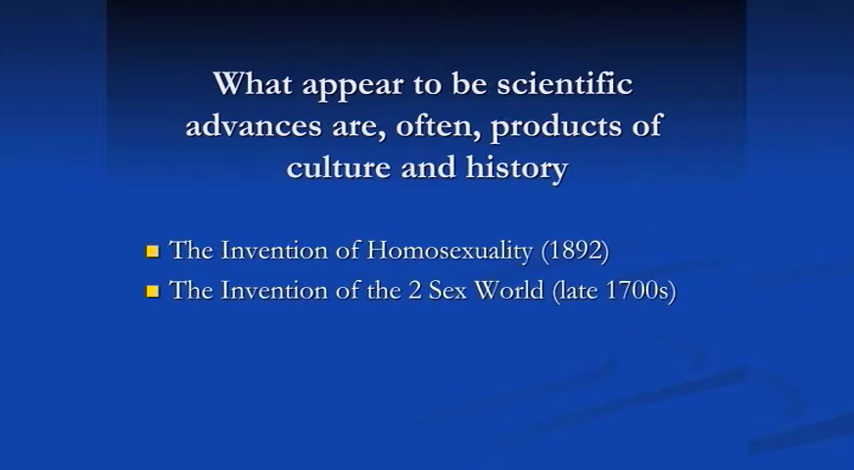 What appear to be scientific
advances are, often, products of
culture and history
The Invention of Homosexuality (1892)
The Invention of the 2 Sex World (late 1700s)